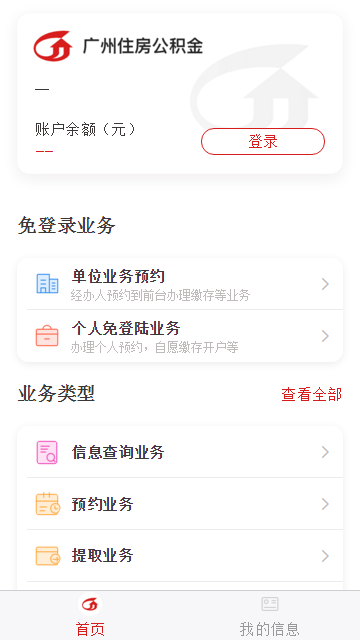 广州住房公积金
—
账户余额（元）
--
登录
免登录业务
单位业务预约
经办人预约到前台办理缴存等业务
个人免登陆业务
办理个人预约，自愿缴存开户等
业务类型
查看全部
信息查询业务
预约业务
提取业务
首页
我的信息